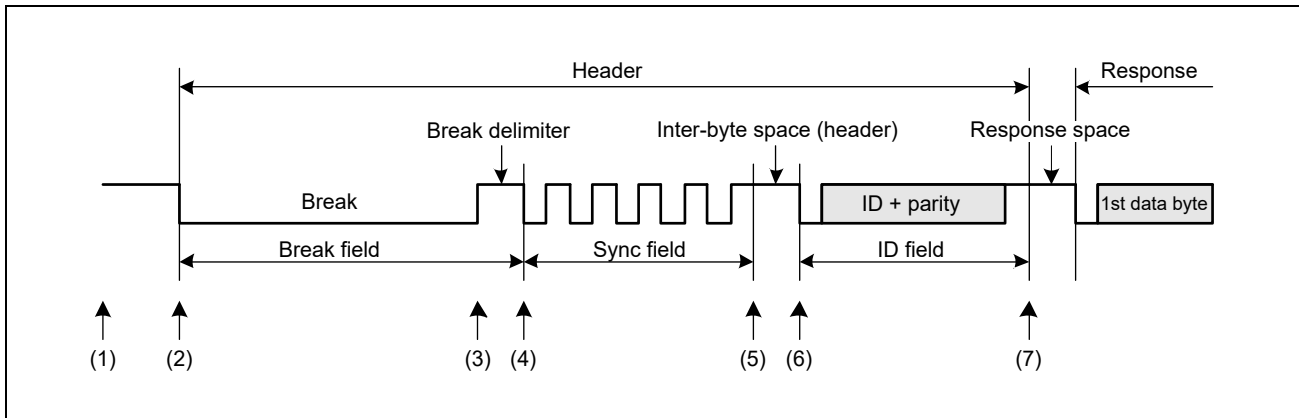 Header
Response
Break delimiter
Inter-byte space (header)
Response space
Break
ID + parity
1st data byte
Break field
Sync field
ID field
(1)
(2)
(3)
(4)
(5)
(6)
(7)